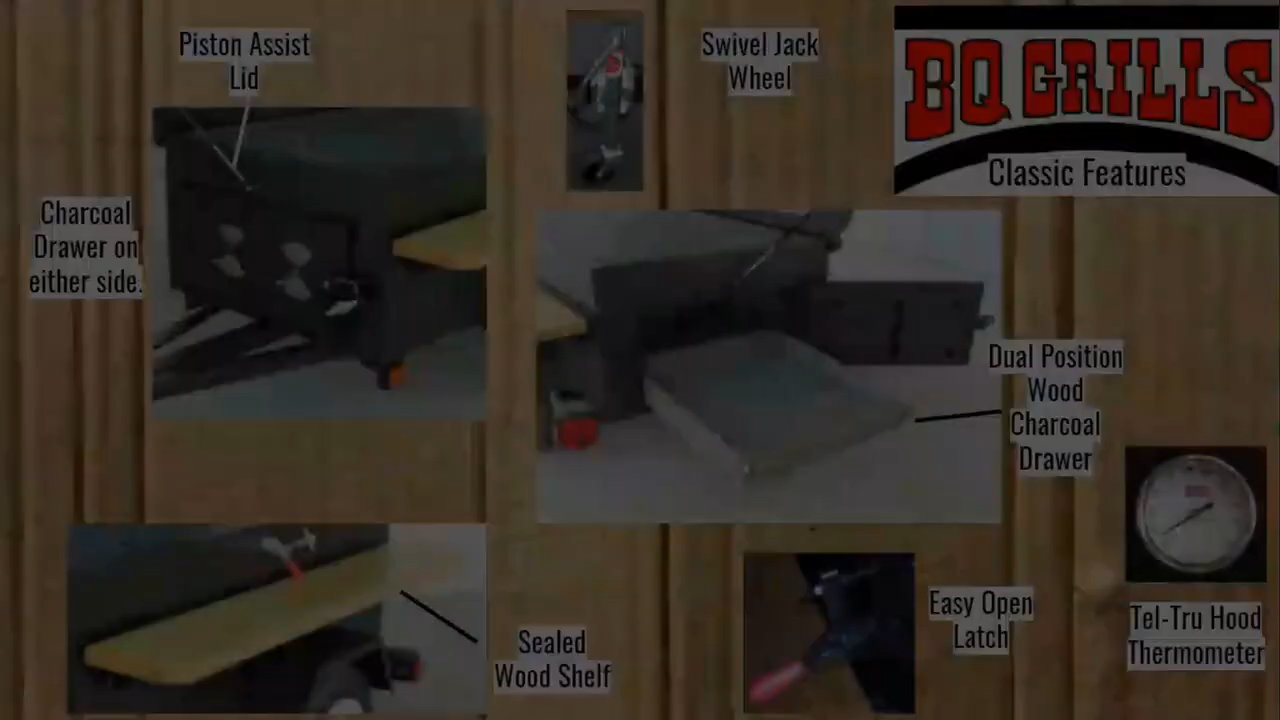 Piston Assist
Lid
Swivel Jack
Wheel
BQ GRILLS
Classic Features
Charcoal
Drawer on
either side.
Dual Position
Wood
Charcoal
Drawer
Sealed
Wood Shelf
Easy Open
Latch
Tel-Tru Hood
Thermometer